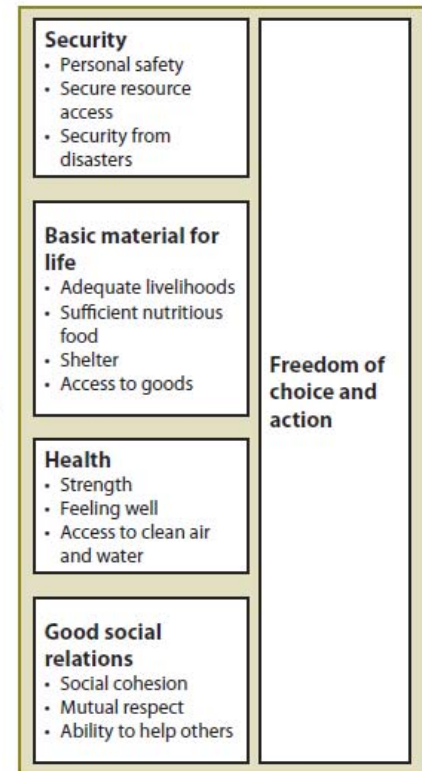 Security
• Personal safety
• Secure resource
access
• Security from
disasters
Basic material for
life
• Adequate livelihoods
• Sufficient nutritious
food
• Shelter
• Access to goods
Health
• Strength
• Feeling well
• Access to clean air
and water
Good social
relations
• Social cohesion
• Mutual respect
• Ability to help others
Freedom of
choice and
action